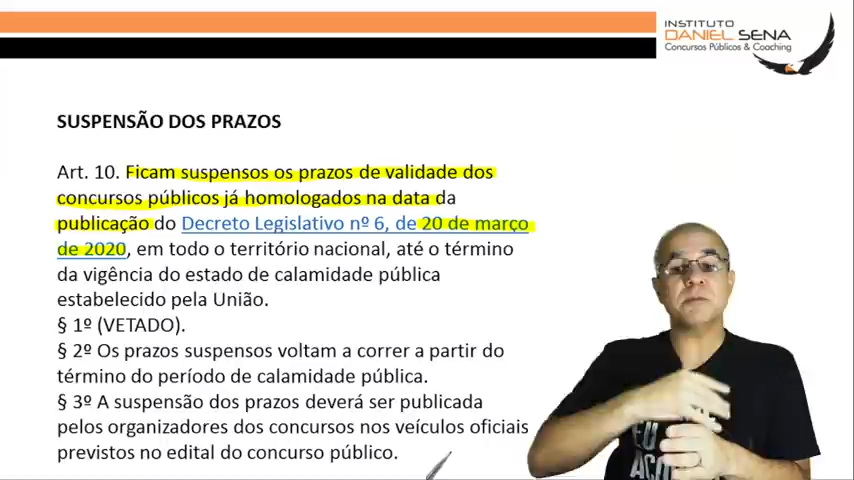 INSTITUTO
DANIEL SENA
Concursos Públicos & Coaching
SUSPENSÃO DOS PRAZOS
Art. 10. Ficam suspensos os prazos de validade dos
concursos públicos já homologados na data da
publicação do Decreto Legislativo nº 6, de 20 de março
de 2020, em todo o território nacional, até o término
da vigência do estado de calamidade pública
estabelecido pela União.
§ 1º (VETADO).
§ 2º Os prazos suspensos voltam a correr a partir do
término do período de calamidade pública.
§ 3º A suspensão dos prazos deverá ser publicada
pelos organizadores dos concursos nos veículos oficiais
previstos no edital do concurso público.
EU